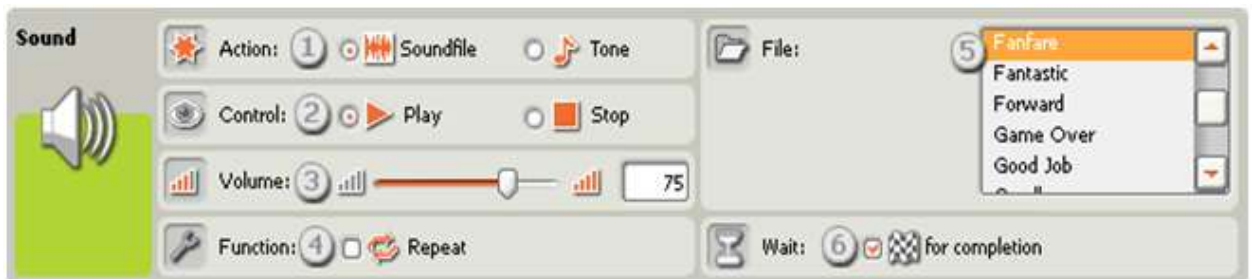 Sound
Action: 1 Soundfile Tone
Control: 2 Play Stop
Volume: 3 75
Function: 4 Repeat
File: 5 Fanfare
Fantastic
Forward
Game Over
Good Job
Wait: 6 for completion